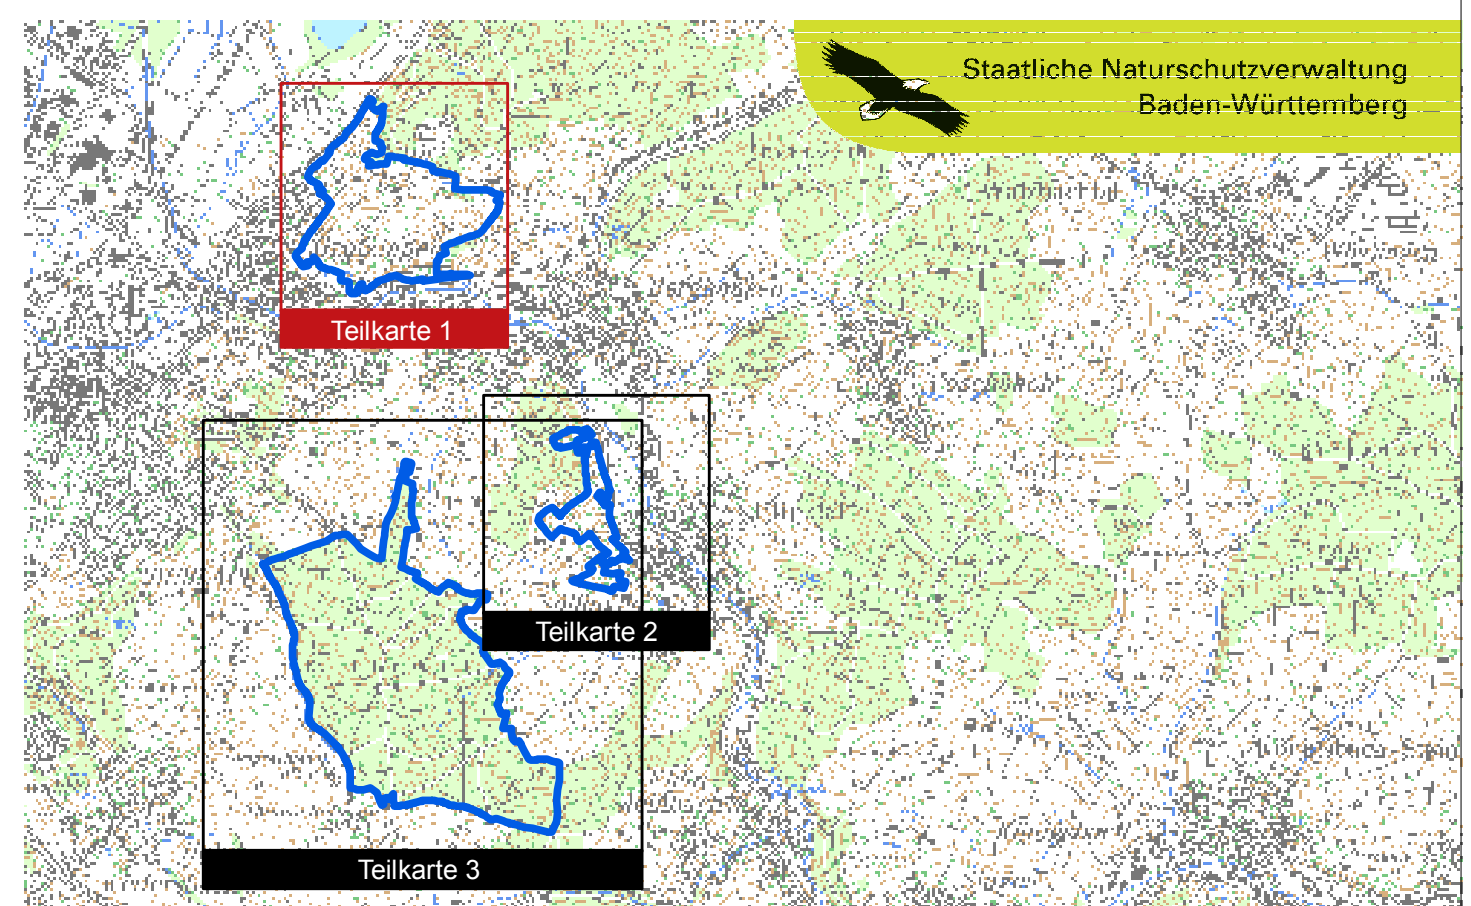 Staatliche Naturschutzverwaltung
Baden-Württemberg
Teilkarte 1
Teilkarte 2
Teilkarte 3